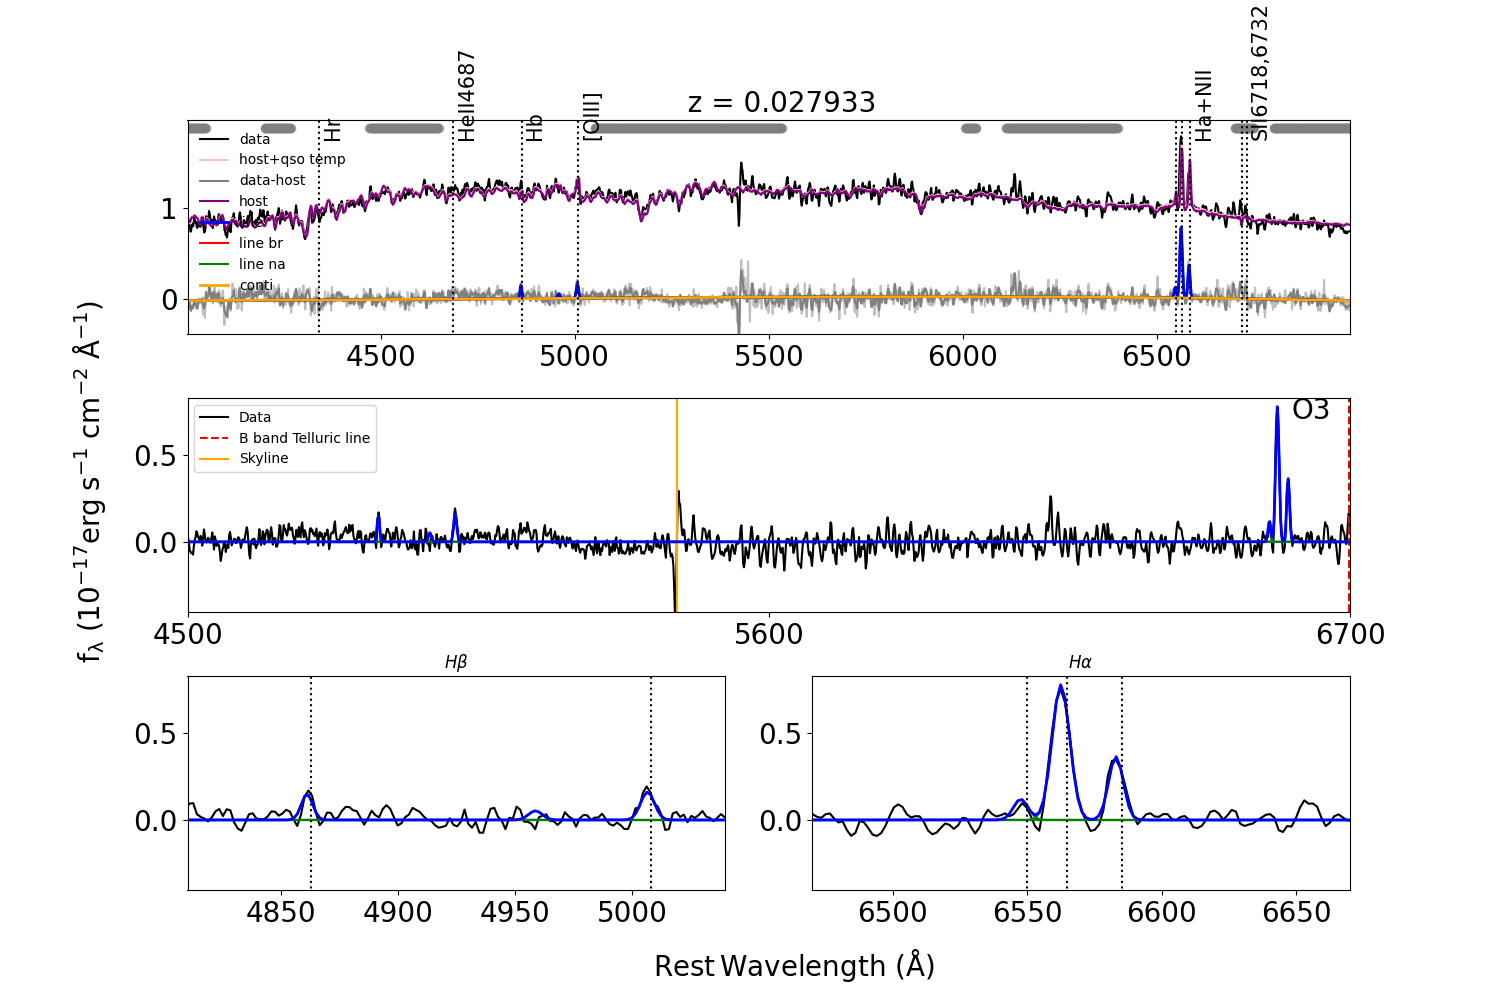 z = 0.027933
Hr
HeII4687
Hb
[OIII]
Ha+NII
SII6718,6732
data
host+qso temp
data-host
host
line br
line na
conti
1
0
4500
5000
5500
6000
6500
Data
B band Telluric line
Skyline
O3
0.5
0.0
4500
5600
6700
fλ (10⁻¹⁷erg s⁻¹ cm⁻² Å⁻¹)
Hβ
0.5
0.0
4850
4900
4950
5000
Hα
0.5
0.0
6500
6550
6600
6650
Rest Wavelength (Å)